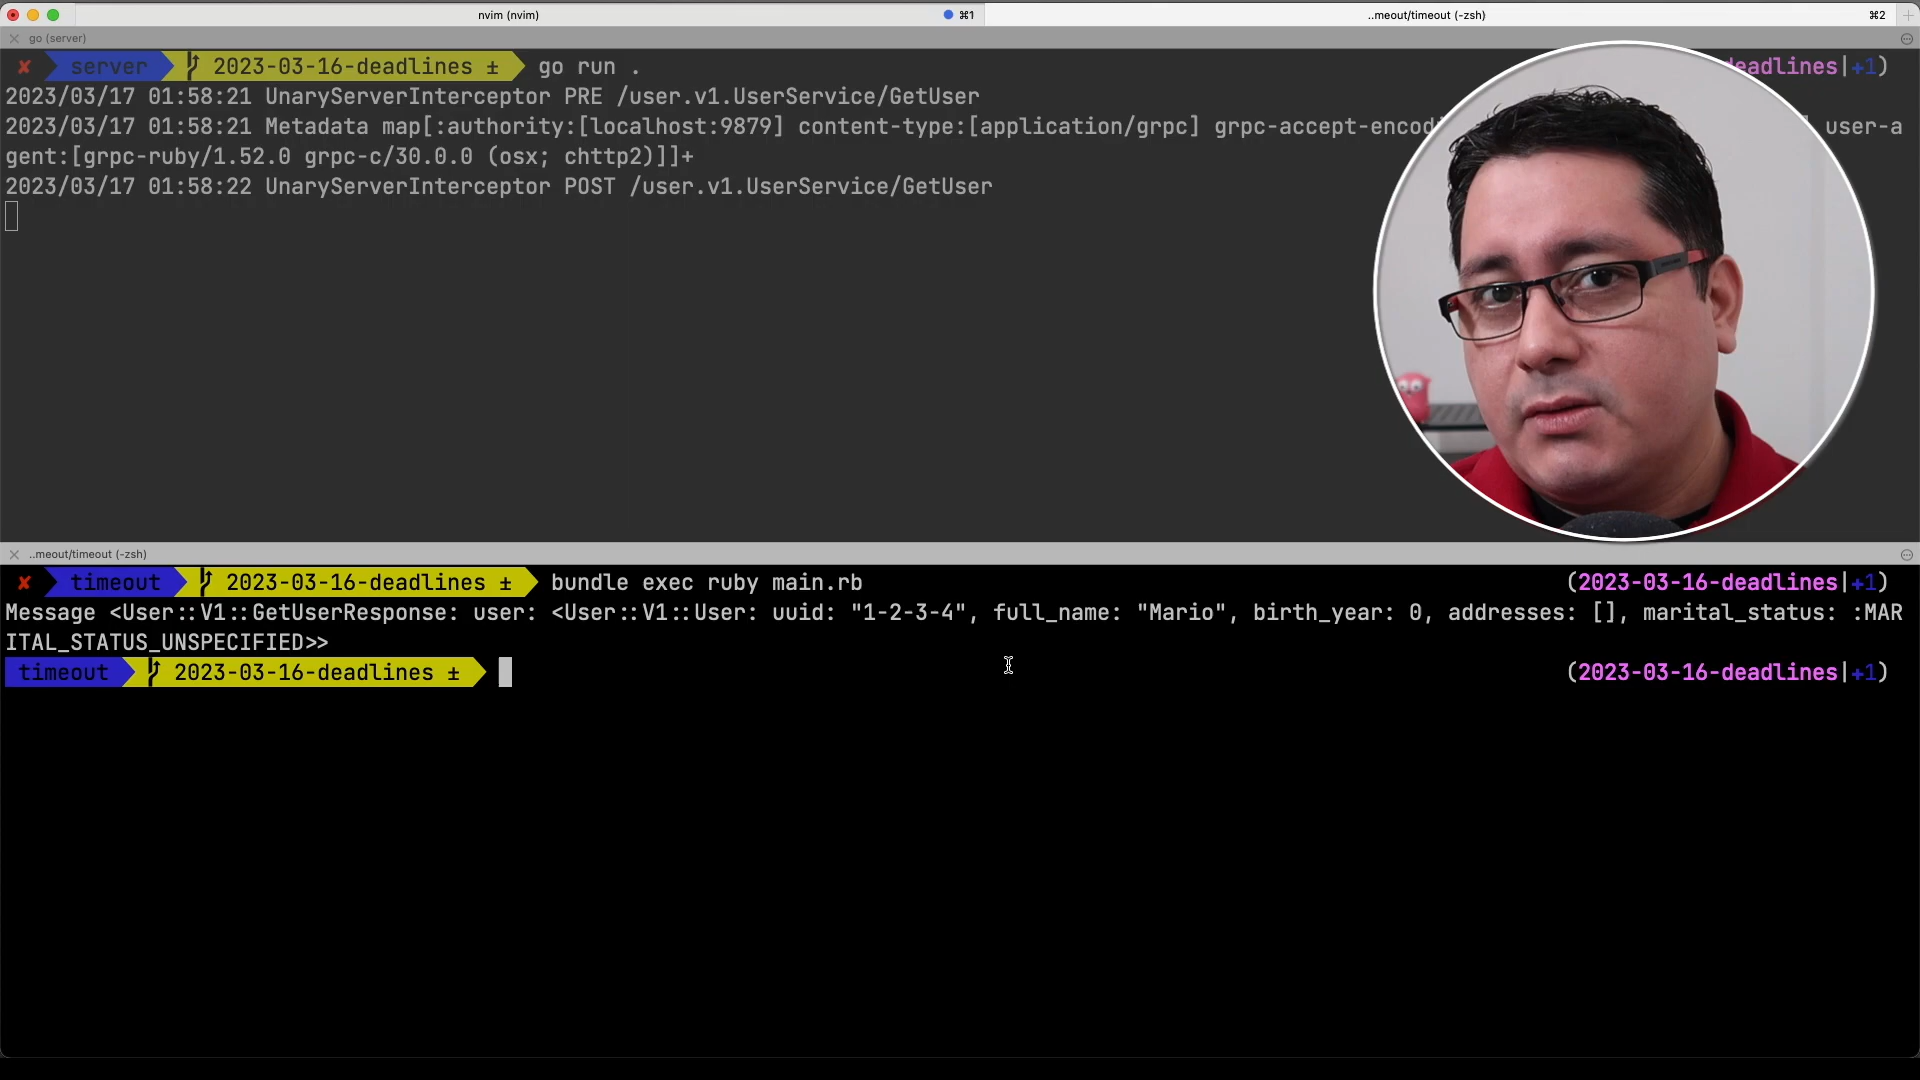 nvim (nvim) ⌘1 ..meout/timeout (-zsh) ⌘2
go (server)
✘ server 2023-03-16-deadlines ± go run . deadlines|+1)
2023/03/17 01:58:21 UnaryServerInterceptor PRE /user.v1.UserService/GetUser
2023/03/17 01:58:21 Metadata map[:authority:[localhost:9879] content-type:[application/grpc] grpc-accept-encod ] user-a
gent:[grpc-ruby/1.52.0 grpc-c/30.0.0 (osx; chttp2)]]+
2023/03/17 01:58:22 UnaryServerInterceptor POST /user.v1.UserService/GetUser
..meout/timeout (-zsh)
✘ timeout 2023-03-16-deadlines ± bundle exec ruby main.rb (2023-03-16-deadlines|+1)
Message <User::V1::GetUserResponse: user: <User::V1::User: uuid: "1-2-3-4", full_name: "Mario", birth_year: 0, addresses: [], marital_status: :MAR
ITAL_STATUS_UNSPECIFIED>>
timeout 2023-03-16-deadlines ± (2023-03-16-deadlines|+1)